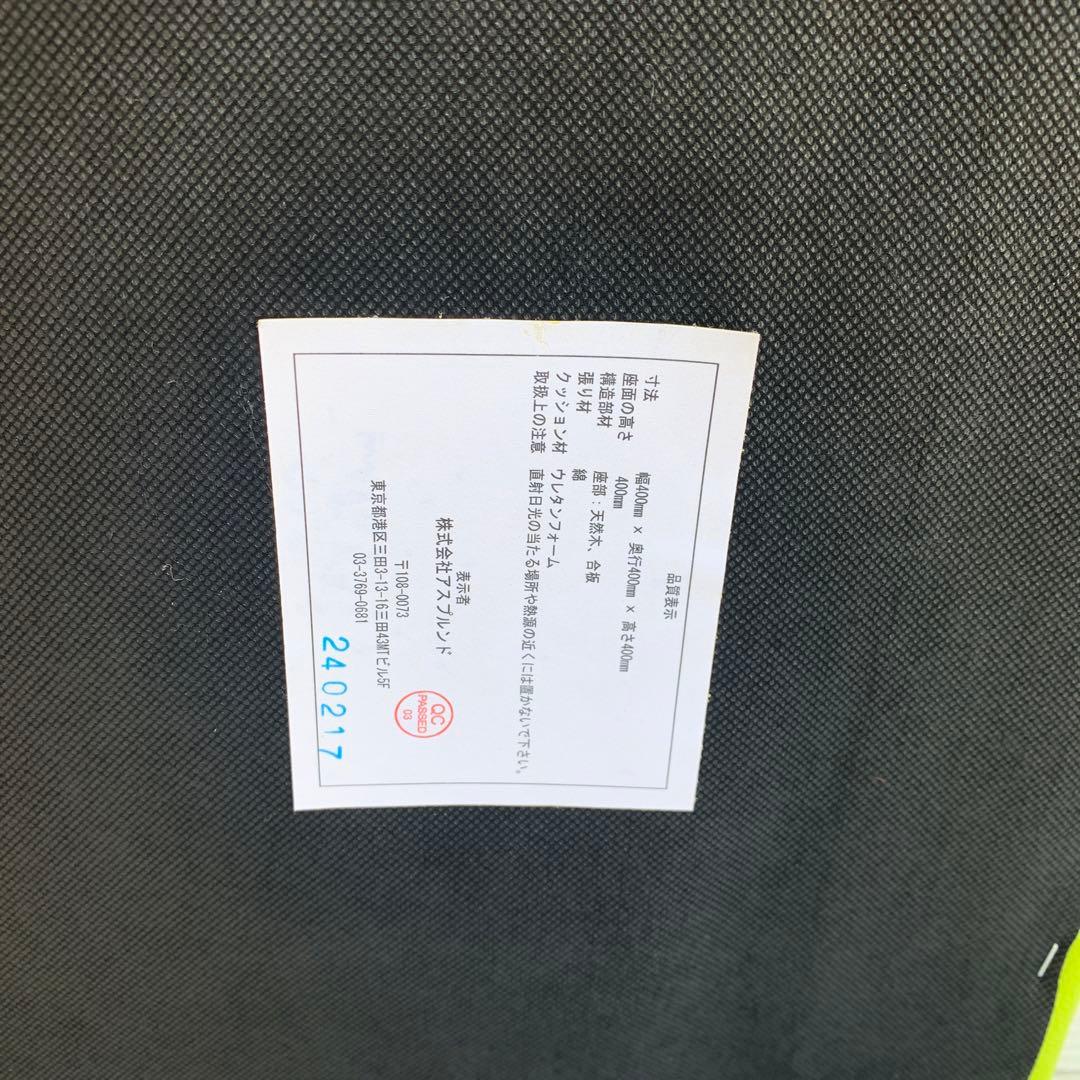 品質表示
寸法 幅400mm x 奥行400mm x 高さ400mm
座面の高さ 400mm
構造部材 座部：天然木、合板
張り材 綿
クッション材 ウレタンフォーム
取扱上の注意 直射日光の当たる場所や熱源の近くには置かないで下さい。
表示者
株式会社アスプルンド
〒108-0073
東京都港区三田3-13-16三田43MTビル5F
03-3769-0681
QC
PASSED
03
240217